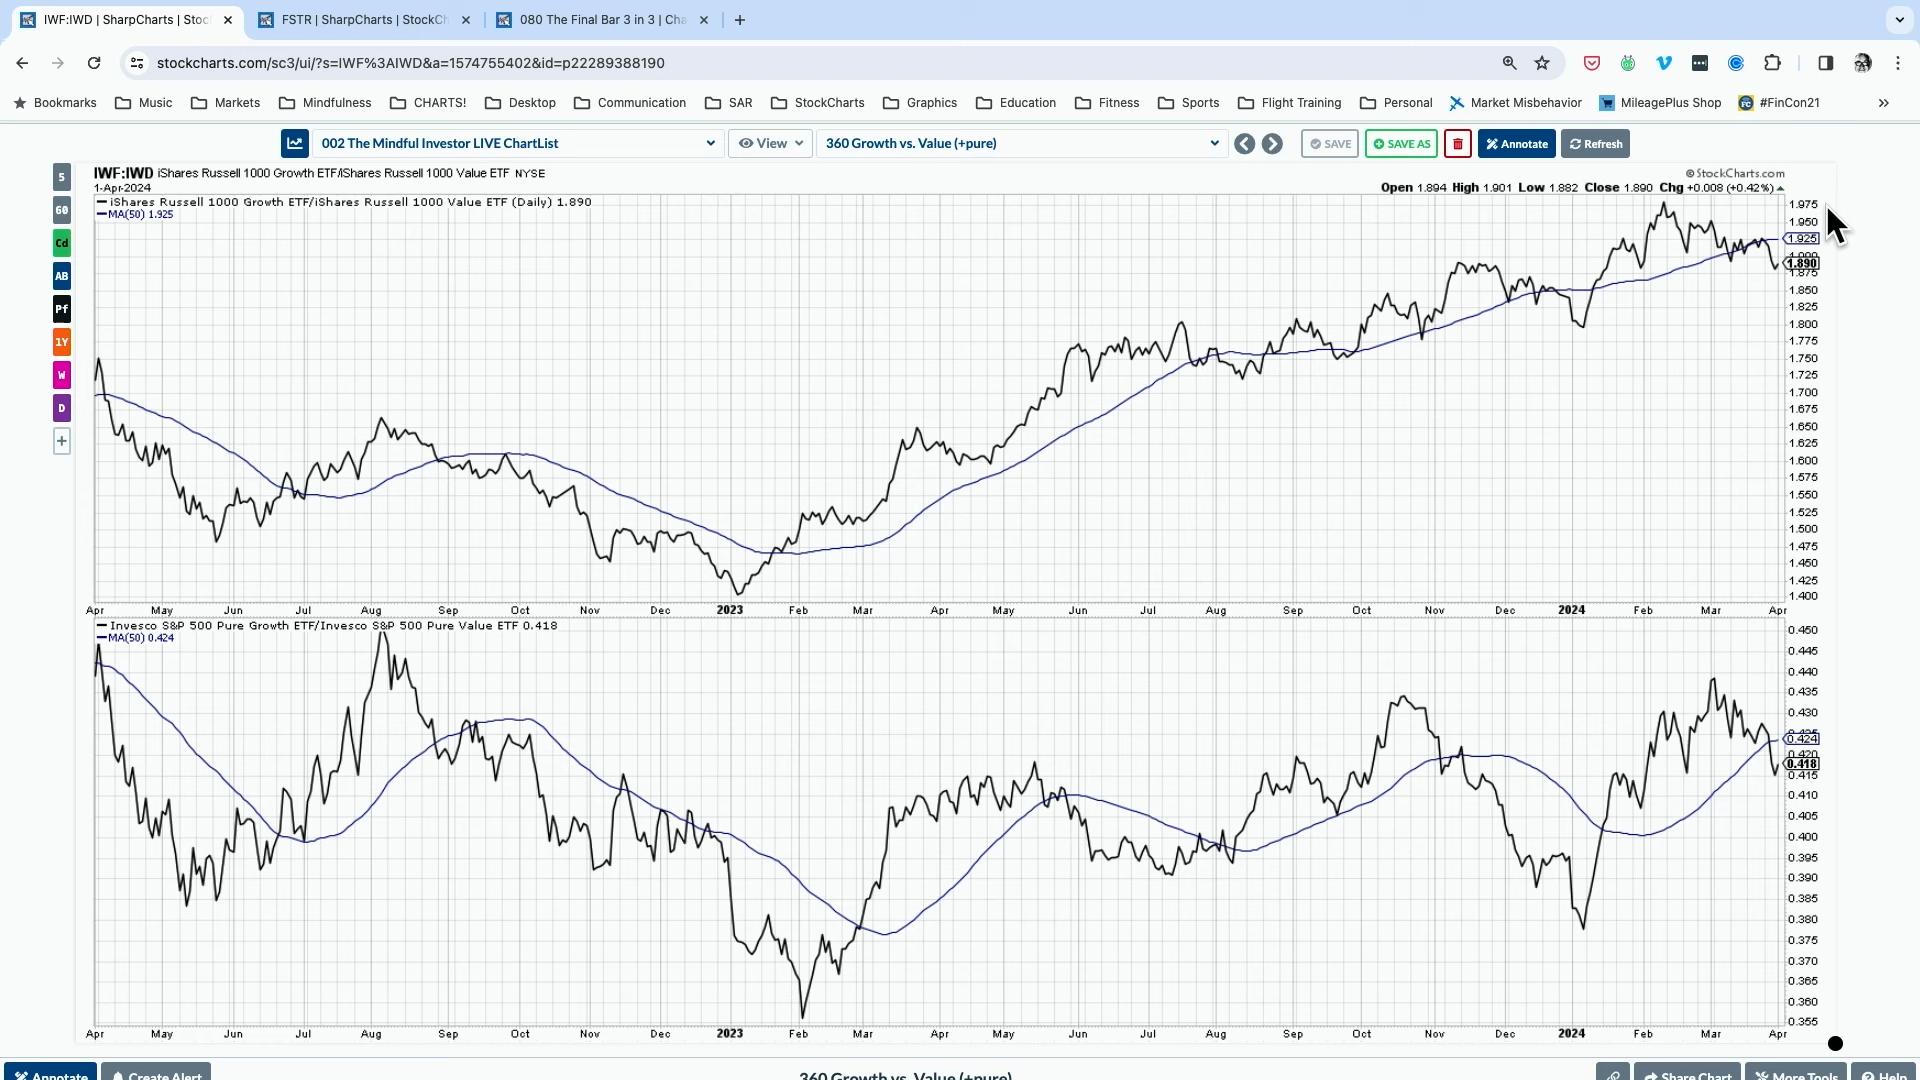 IWF:IWD | SharpCharts | Stoc
FSTR | SharpCharts | StockCh
080 The Final Bar 3 in 3 | Cha
stockcharts.com/sc3/ui/?s=IWF%3AIWD&a=1574755402&id=p22289388190
Bookmarks Music Markets Mindfulness CHARTS! Desktop Communication SAR StockCharts Graphics Education Fitness Sports Flight Training Personal Market Misbehavior MileagePlus Shop #FinCon21 »
002 The Mindful Investor LIVE ChartList View 360 Growth vs. Value (+pure) SAVE SAVE AS Annotate Refresh
5
60
Cd
AB
Pf
1Y
W
D
+
IWF:IWD iShares Russell 1000 Growth ETF/iShares Russell 1000 Value ETF NYSE
© StockCharts.com
1-Apr-2024
Open 1.894 High 1.901 Low 1.882 Close 1.890 Chg +0.008 (+0.42%)
iShares Russell 1000 Growth ETF/iShares Russell 1000 Value ETF (Daily) 1.890
MA(50) 1.925
1.975
1.950
1.925
1.890
1.875
1.850
1.825
1.800
1.775
1.750
1.725
1.700
1.675
1.650
1.625
1.600
1.575
1.550
1.525
1.500
1.475
1.450
1.425
1.400
Apr May Jun Jul Aug Sep Oct Nov Dec 2023 Feb Mar Apr May Jun Jul Aug Sep Oct Nov Dec 2024 Feb Mar Apr
Invesco S&P 500 Pure Growth ETF/Invesco S&P 500 Pure Value ETF 0.418
MA(50) 0.424
0.450
0.445
0.440
0.435
0.430
0.424
0.420
0.418
0.415
0.410
0.405
0.400
0.395
0.390
0.385
0.380
0.375
0.370
0.365
0.360
0.355
Apr May Jun Jul Aug Sep Oct Nov Dec 2023 Feb Mar Apr May Jun Jul Aug Sep Oct Nov Dec 2024 Feb Mar Apr
Annotate Create Alert 360 Growth vs. Value (+pure) Share Chart More Tools Help